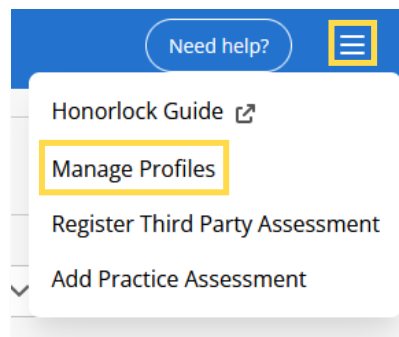 Need help?
Honorlock Guide
Manage Profiles
Register Third Party Assessment
Add Practice Assessment